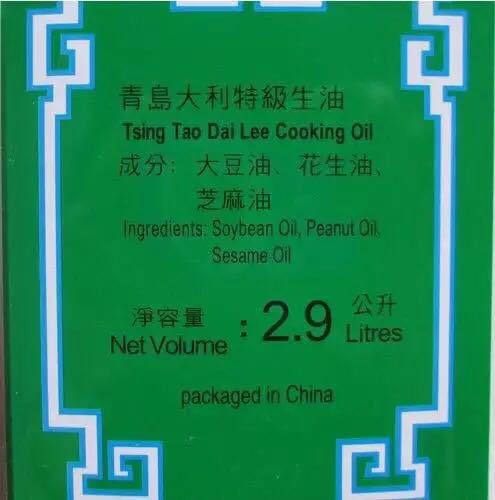 青島大利特級生油
Tsing Tao Dai Lee Cooking Oil
成分：大豆油、花生油、
芝麻油
Ingredients: Soybean Oil, Peanut Oil,
Sesame Oil
淨容量 : 2.9 公升
Net Volume Litres
packaged in China